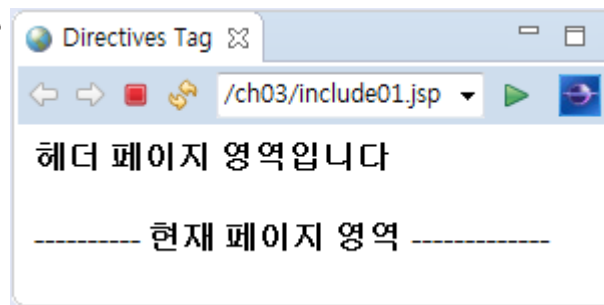 Directives Tag
/ch03/include01.jsp
헤더 페이지 영역입니다
---------- 현재 페이지 영역 -------------